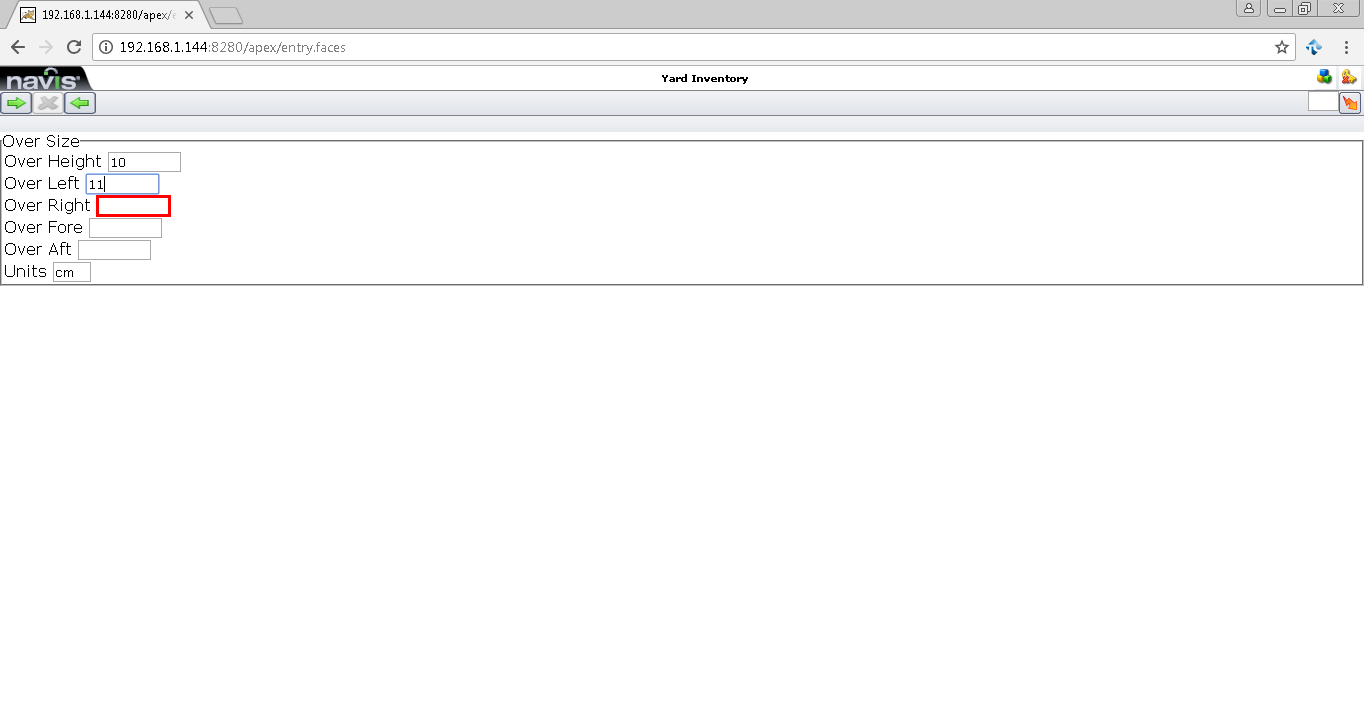 192.168.1.144:8280/apex/e
192.168.1.144:8280/apex/entry.faces
navis
Yard Inventory
Over Size
Over Height 10
Over Left 11
Over Right
Over Fore
Over Aft
Units cm